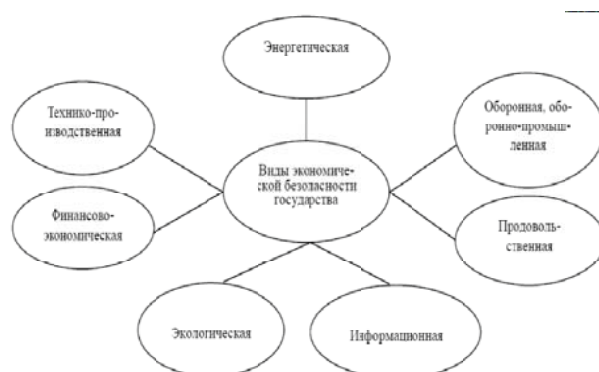 Энергетическая
Технико-про-
изводственная
Оборонная, обо-
ронно-промыш-
ленная
Виды экономиче-
ской безопасности
государства
Финансово-
экономическая
Продоволь-
ственная
Экологическая
Информационная